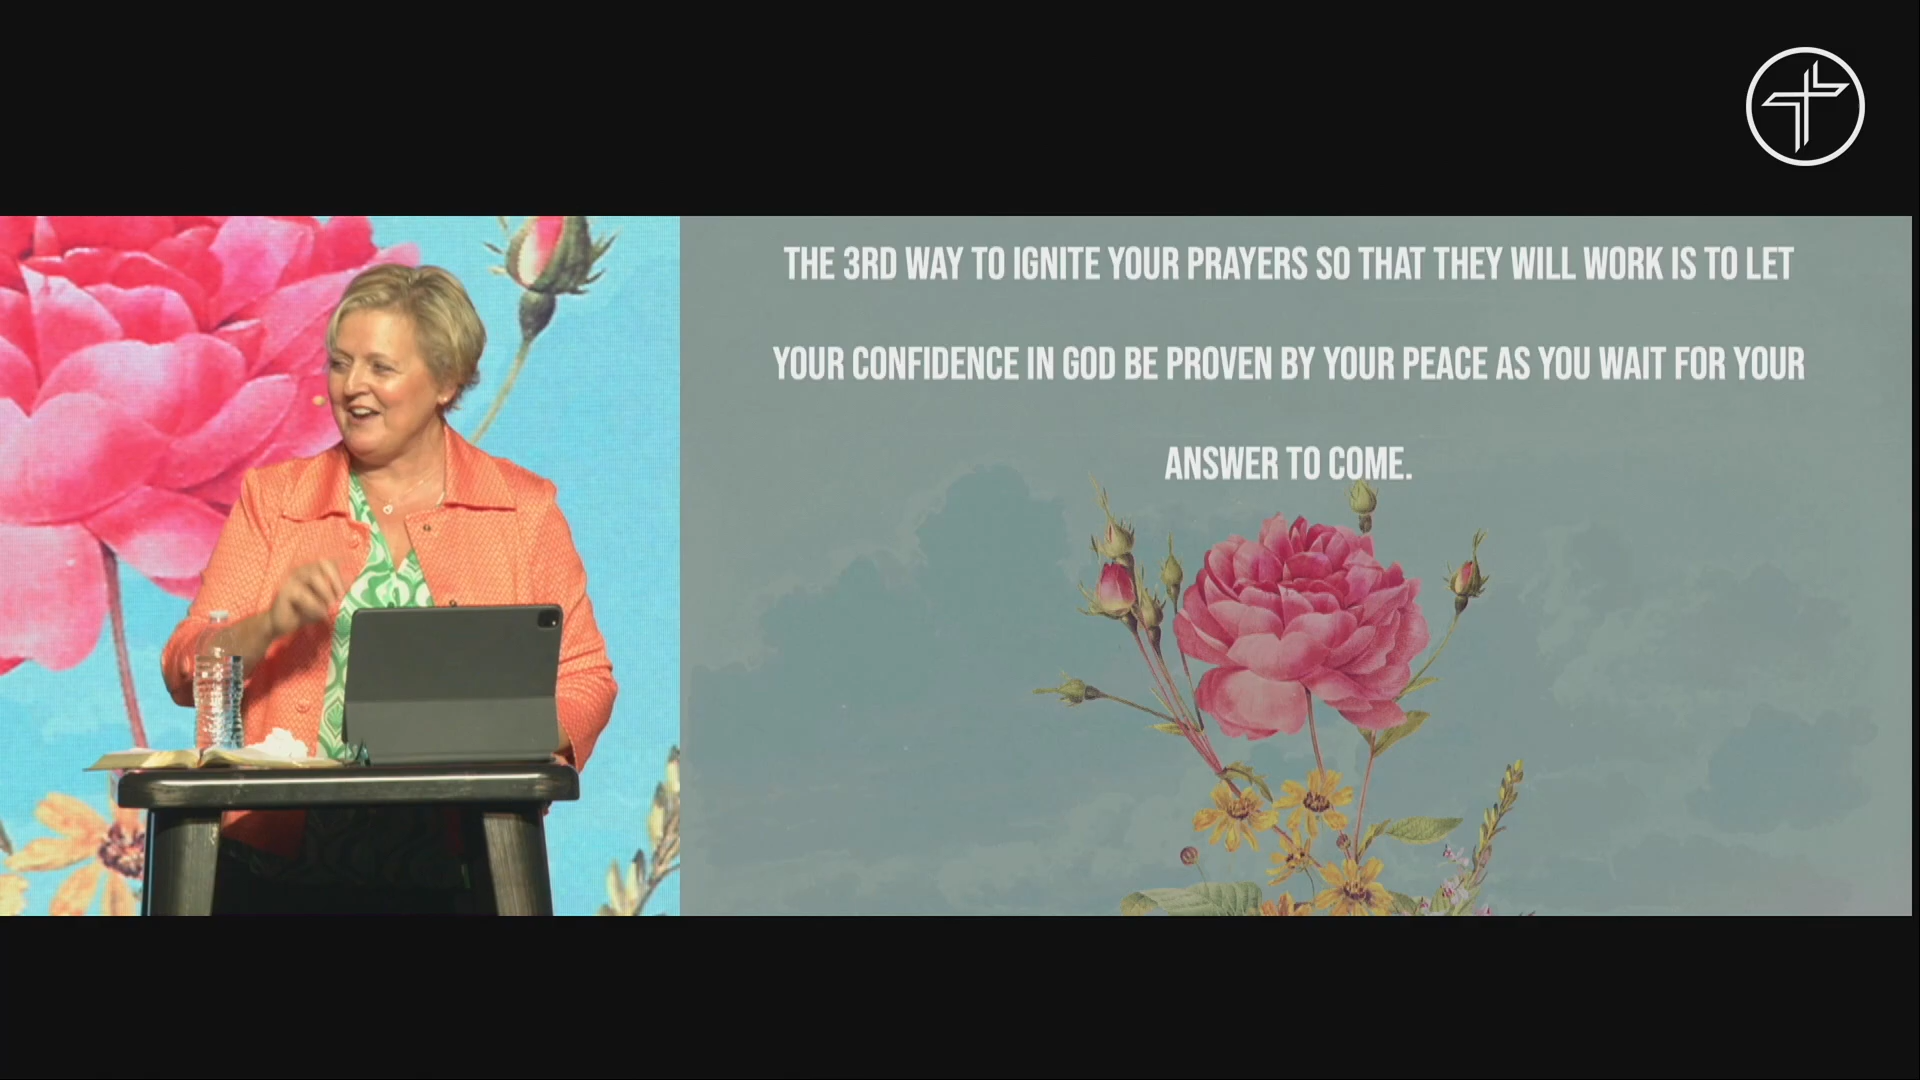 THE 3RD WAY TO IGNITE YOUR PRAYERS SO THAT THEY WILL WORK IS TO LET
YOUR CONFIDENCE IN GOD BE PROVEN BY YOUR PEACE AS YOU WAIT FOR YOUR
ANSWER TO COME.